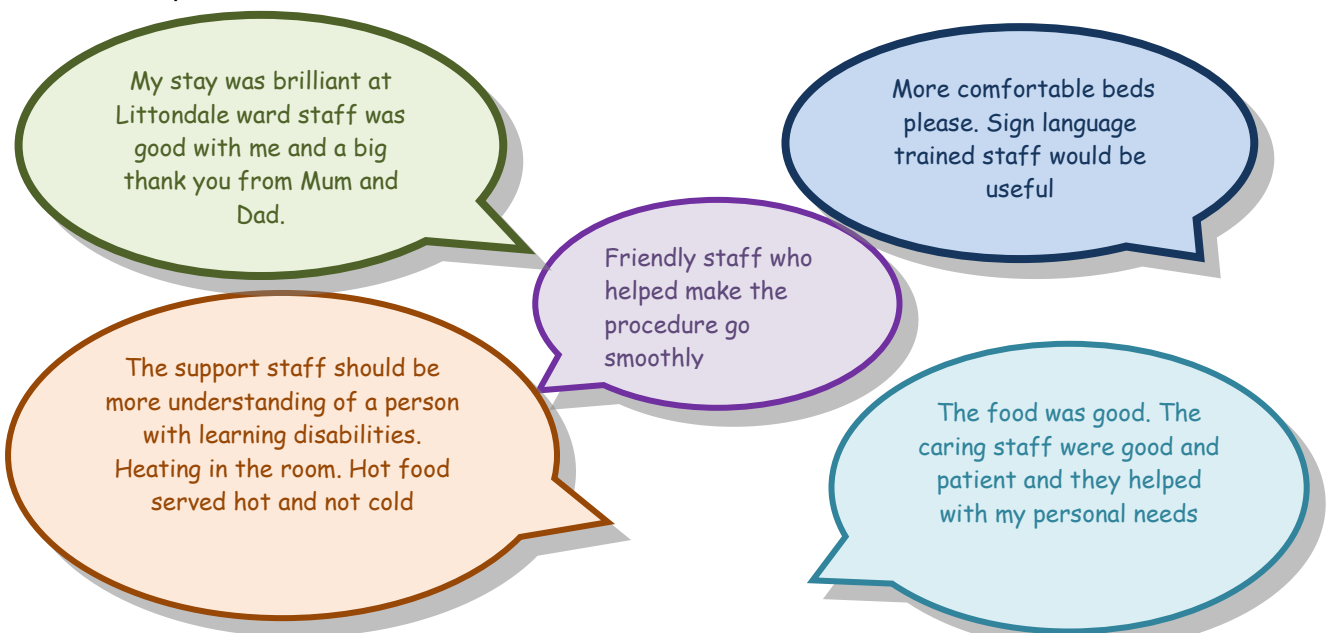 My stay was brilliant at
Littondale ward staff was
good with me and a big
thank you from Mum and
Dad.
More comfortable beds
please. Sign language
trained staff would be
useful
Friendly staff who
helped make the
procedure go
smoothly
The support staff should be
more understanding of a person
with learning disabilities.
Heating in the room. Hot food
served hot and not cold
The food was good. The
caring staff were good and
patient and they helped
with my personal needs